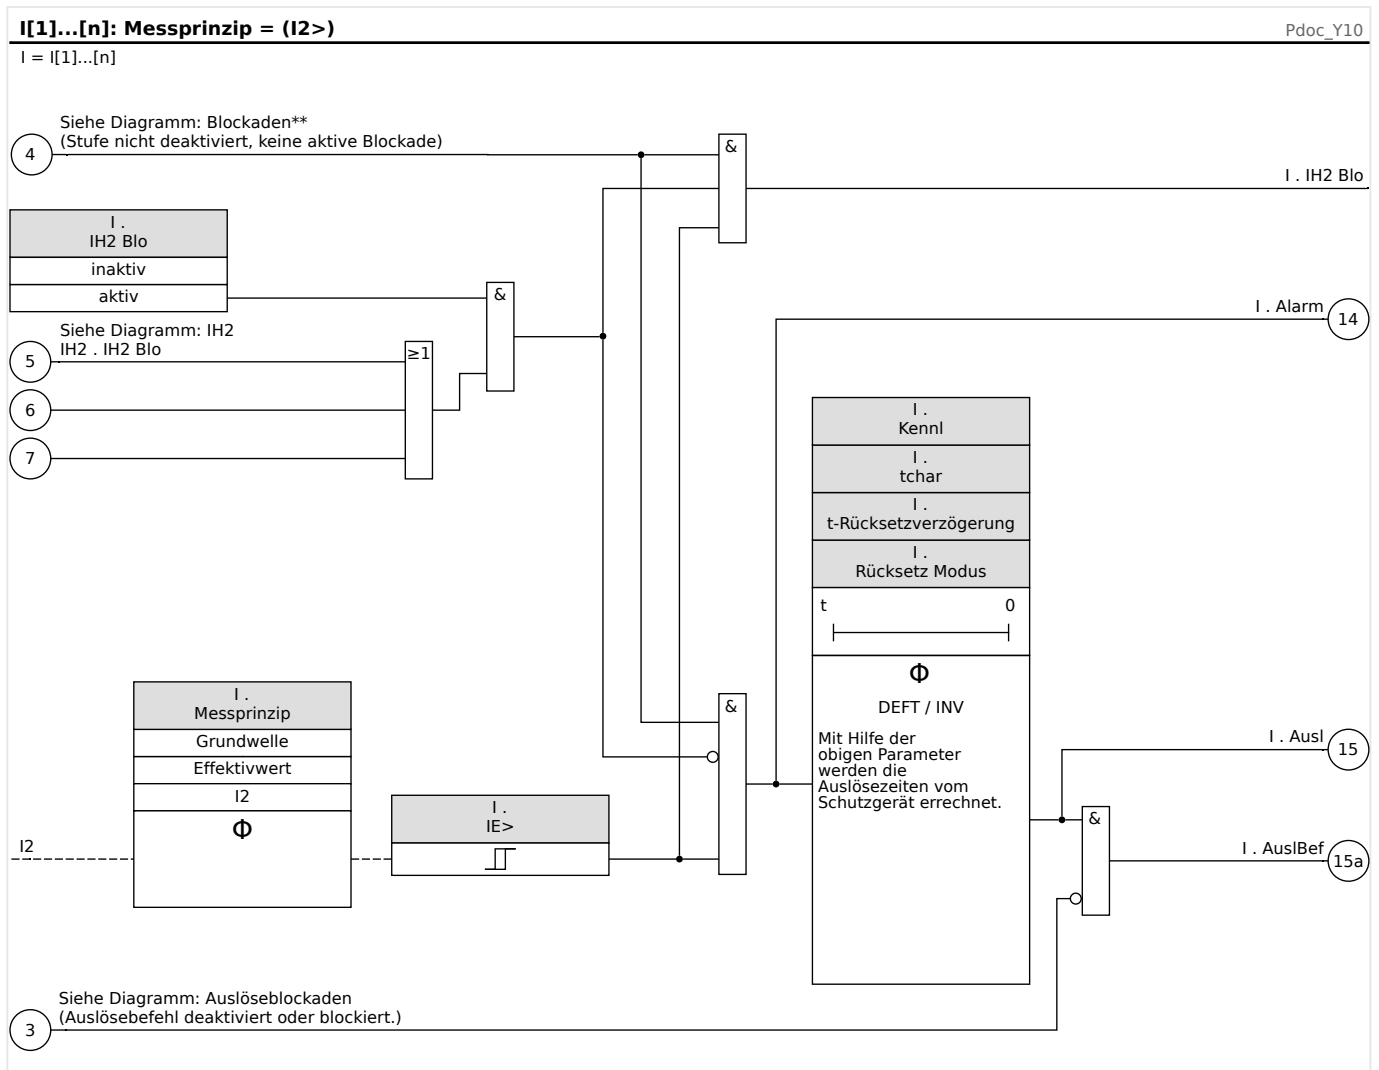 I[1]...[n]: Messprinzip = (I2>)
Pdoc_Y10
I = I[1]...[n]
Siehe Diagramm: Blockaden**
(Stufe nicht deaktiviert, keine aktive Blockade)
4
&
I . IH2 Blo
I .
IH2 Blo
inaktiv
aktiv
&
Siehe Diagramm: IH2
IH2 . IH2 Blo
5
≥1
6
7
I . Alarm
14
I .
Kennl
I .
tchar
I .
t-Rücksetzverzögerung
I .
Rücksetz Modus
t
0
Φ
DEFT / INV
Mit Hilfe der
obigen Parameter
werden die
Auslösezeiten vom
Schutzgerät errechnet.
I .
Messprinzip
Grundwelle
Effektivwert
I2
Φ
I2
I .
IE>
&
I . Ausl
15
&
I . AuslBef
15a
Siehe Diagramm: Auslöseblockaden
(Auslösebefehl deaktiviert oder blockiert.)
3